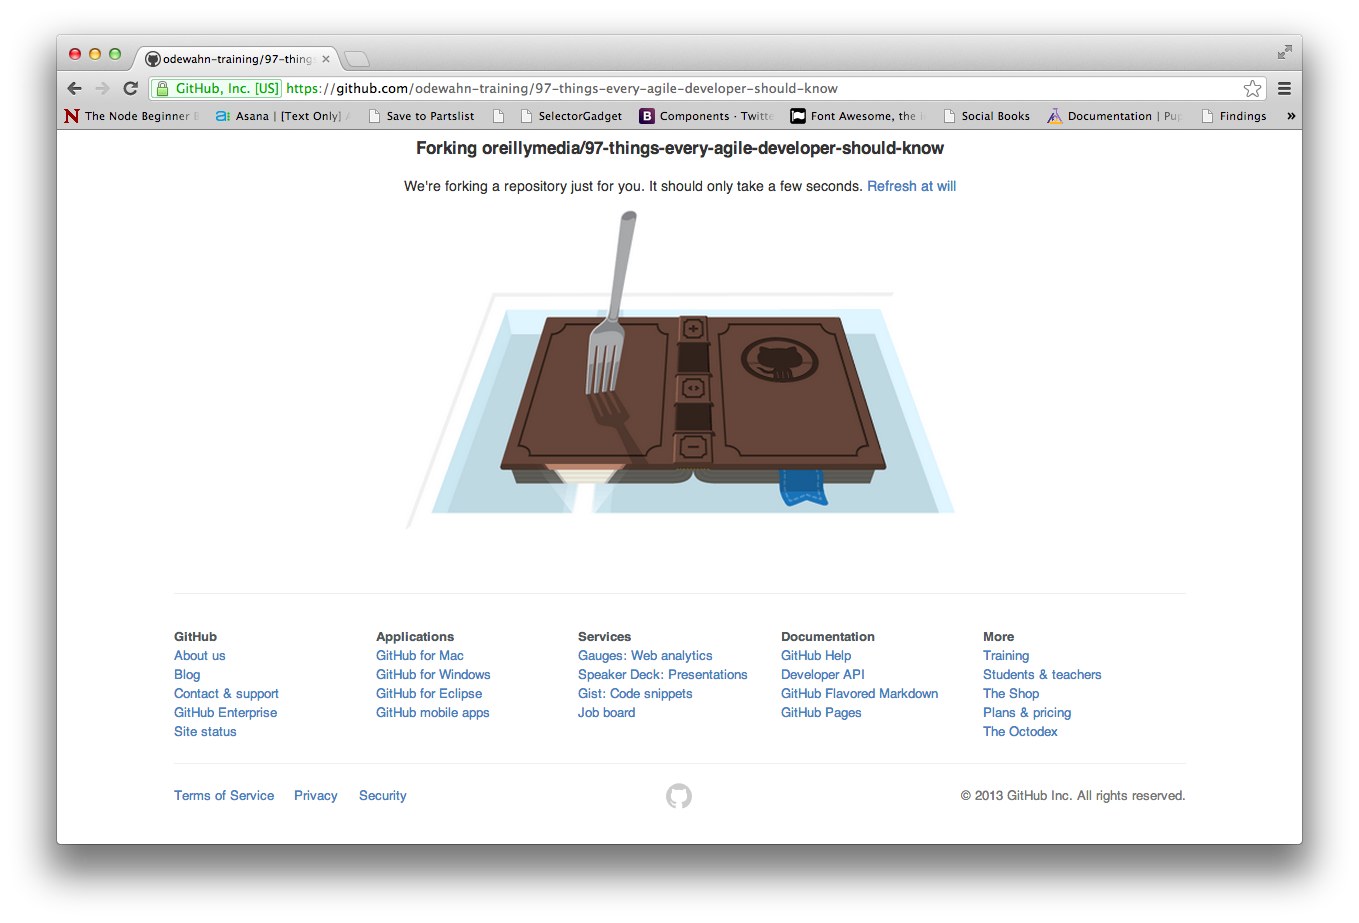 odewahn-training/97-things
GitHub, Inc. [US] https://github.com/odewahn-training/97-things-every-agile-developer-should-know
The Node Beginner Asana | [Text Only] Save to Partslist SelectorGadget Components · Twitte Font Awesome, the Social Books Documentation | Pup Findings »
Forking oreillymedia/97-things-every-agile-developer-should-know
We're forking a repository just for you. It should only take a few seconds. Refresh at will
GitHub Applications Services Documentation More
About us GitHub for Mac Gauges: Web analytics GitHub Help Training
Blog GitHub for Windows Speaker Deck: Presentations Developer API Students & teachers
Contact & support GitHub for Eclipse Gist: Code snippets GitHub Flavored Markdown The Shop
GitHub Enterprise GitHub mobile apps Job board GitHub Pages Plans & pricing
Site status The Octodex
Terms of Service Privacy Security © 2013 GitHub Inc. All rights reserved.